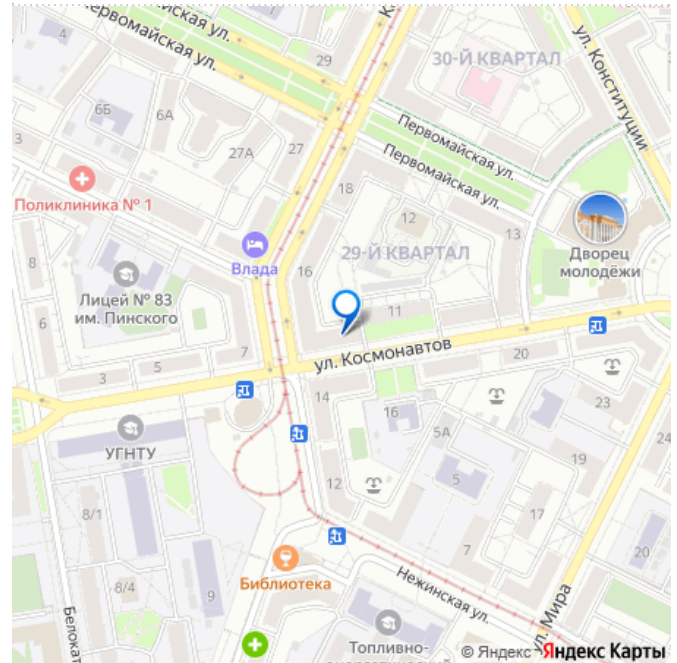 Первомайская ул.
Первомайская ул.
29
30-Й КВАРТАЛ
ул. Конституции
6Б
6А
3
27А
27
Первомайская ул.
Первомайская ул.
Поликлиника № 1
18
12
13
8
Влада
29-Й КВАРТАЛ
Дворец
молодёжи
16
Лицей № 83
им. Пинского
11
6
7
5
3
ул. Космонавтов
20
14
16
23
УГНТУ
5А
19
24
12
5
8/1
17
7
20
8/4
9
Библиотека
Нежинская ул.
ул. Мира
Белокат
Топливно-
© Яндекс
Яндекс Карты